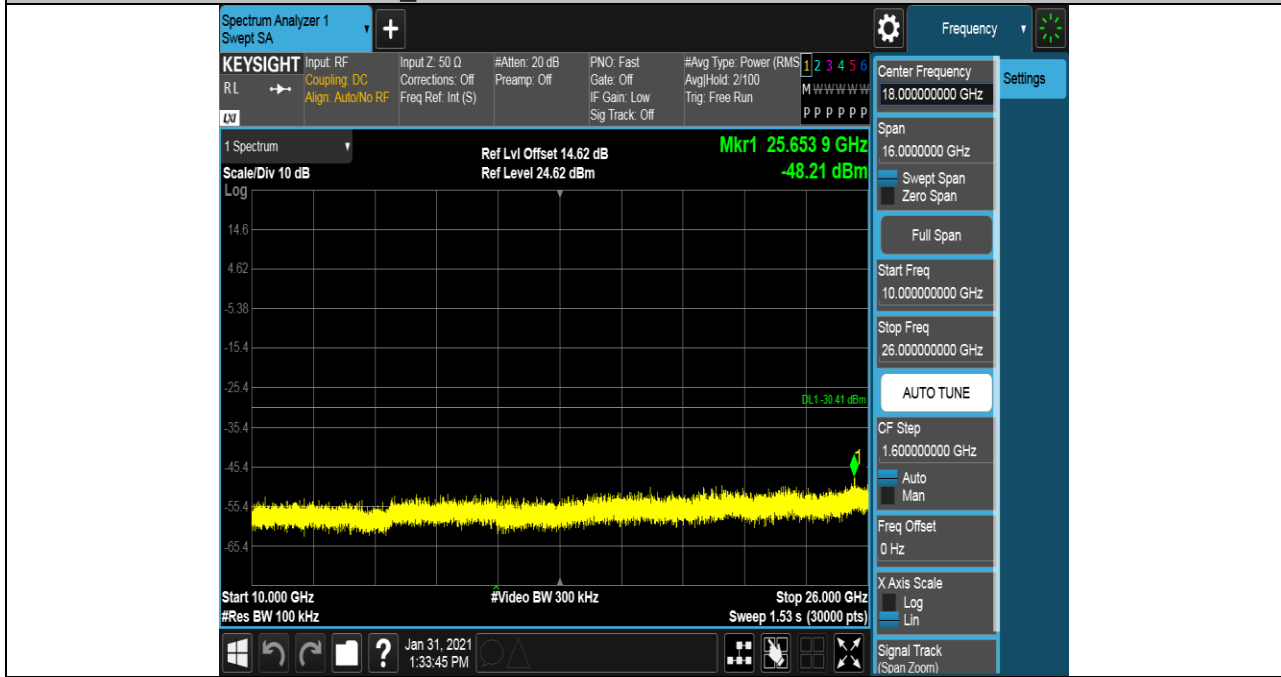 Spectrum Analyzer 1
Swept SA
+
Frequency
KEYSIGHT
RL
LXI
Input: RF
Coupling: DC
Align: Auto/No RF
Input Z: 50 Ω
Corrections: Off
Freq Ref: Int (S)
#Atten: 20 dB
Preamp: Off
PNO: Fast
Gate: Off
IF Gain: Low
Sig Track: Off
#Avg Type: Power (RMS
Avg|Hold: 2/100
Trig: Free Run
1 2 3 4 5 6
M W W W W W
P P P P P P
1 Spectrum
Scale/Div 10 dB
Log
Ref Lvl Offset 14.62 dB
Ref Level 24.62 dBm
Mkr1 25.653 9 GHz
-48.21 dBm
14.6
4.62
-5.38
-15.4
-25.4
DL1 -30.41 dBm
-35.4
1
-45.4
-55.4
-65.4
Start 10.000 GHz
#Res BW 100 kHz
#Video BW 300 kHz
Stop 26.000 GHz
Sweep 1.53 s (30000 pts)
?
Jan 31, 2021
1:33:45 PM
Center Frequency
18.000000000 GHz
Settings
Span
16.0000000 GHz
Swept Span
Zero Span
Full Span
Start Freq
10.000000000 GHz
Stop Freq
26.000000000 GHz
AUTO TUNE
CF Step
1.600000000 GHz
Auto
Man
Freq Offset
0 Hz
X Axis Scale
Log
Lin
Signal Track
(Span Zoom)